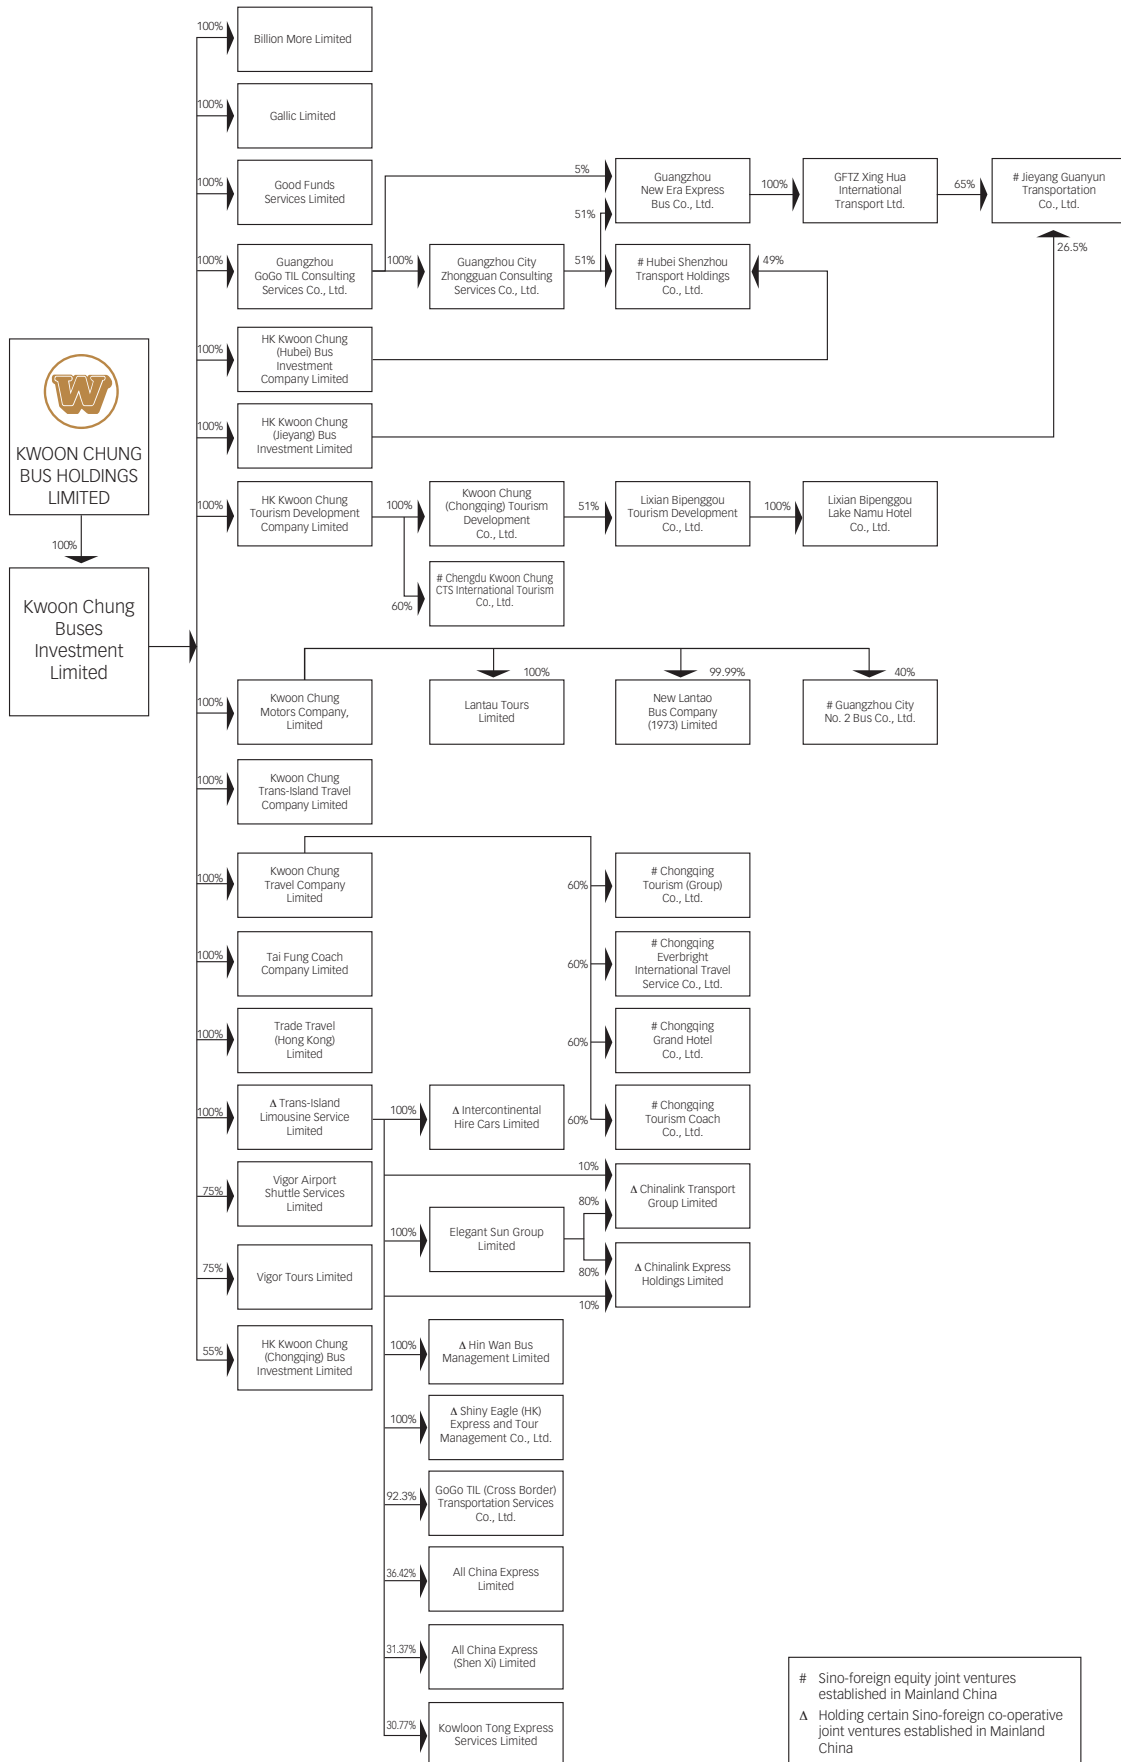 100%
Billion More Limited
100%
Gallic Limited
100%
Good Funds
Services Limited
5%
Guangzhou
New Era Express
Bus Co., Ltd.
100%
GFTZ Xing Hua
International
Transport Ltd.
65%
# Jieyang Guanyun
Transportation
Co., Ltd.
51%
26.5%
100%
Guangzhou
GoGo TIL Consulting
Services Co., Ltd.
100%
Guangzhou City
Zhongguan Consulting
Services Co., Ltd.
51%
# Hubei Shenzhou
Transport Holdings
Co., Ltd.
49%
100%
HK Kwoon Chung
(Hubei) Bus
Investment
Company Limited
W
KWOON CHUNG
BUS HOLDINGS
LIMITED
100%
Kwoon Chung
Buses
Investment
Limited
100%
HK Kwoon Chung
(Jieyang) Bus
Investment Limited
100%
HK Kwoon Chung
Tourism Development
Company Limited
100%
Kwoon Chung
(Chongqing) Tourism
Development
Co., Ltd.
51%
Lixian Bipenggou
Tourism Development
Co., Ltd.
100%
Lixian Bipenggou
Lake Namu Hotel
Co., Ltd.
60%
# Chengdu Kwoon Chung
CTS International Tourism
Co., Ltd.
100%
Kwoon Chung
Motors Company,
Limited
100%
Lantau Tours
Limited
99.99%
New Lantao
Bus Company
(1973) Limited
40%
# Guangzhou City
No. 2 Bus Co., Ltd.
100%
Kwoon Chung
Trans-Island Travel
Company Limited
100%
Kwoon Chung
Travel Company
Limited
60%
# Chongqing
Tourism (Group)
Co., Ltd.
100%
Tai Fung Coach
Company Limited
60%
# Chongqing
Everbright
International Travel
Service Co., Ltd.
100%
Trade Travel
(Hong Kong)
Limited
60%
# Chongqing
Grand Hotel
Co., Ltd.
100%
Δ Trans-Island
Limousine Service
Limited
100%
Δ Intercontinental
Hire Cars Limited
60%
# Chongqing
Tourism Coach
Co., Ltd.
75%
Vigor Airport
Shuttle Services
Limited
10%
Δ Chinalink Transport
Group Limited
80%
100%
Elegant Sun Group
Limited
80%
Δ Chinalink Express
Holdings Limited
10%
75%
Vigor Tours Limited
55%
HK Kwoon Chung
(Chongqing) Bus
Investment Limited
100%
Δ Hin Wan Bus
Management Limited
100%
Δ Shiny Eagle (HK)
Express and Tour
Management Co., Ltd.
92.3%
GoGo TIL (Cross Border)
Transportation Services
Co., Ltd.
36.42%
All China Express
Limited
31.37%
All China Express
(Shen Xi) Limited
30.77%
Kowloon Tong Express
Services Limited
# Sino-foreign equity joint ventures
established in Mainland China
Δ Holding certain Sino-foreign co-operative
joint ventures established in Mainland
China